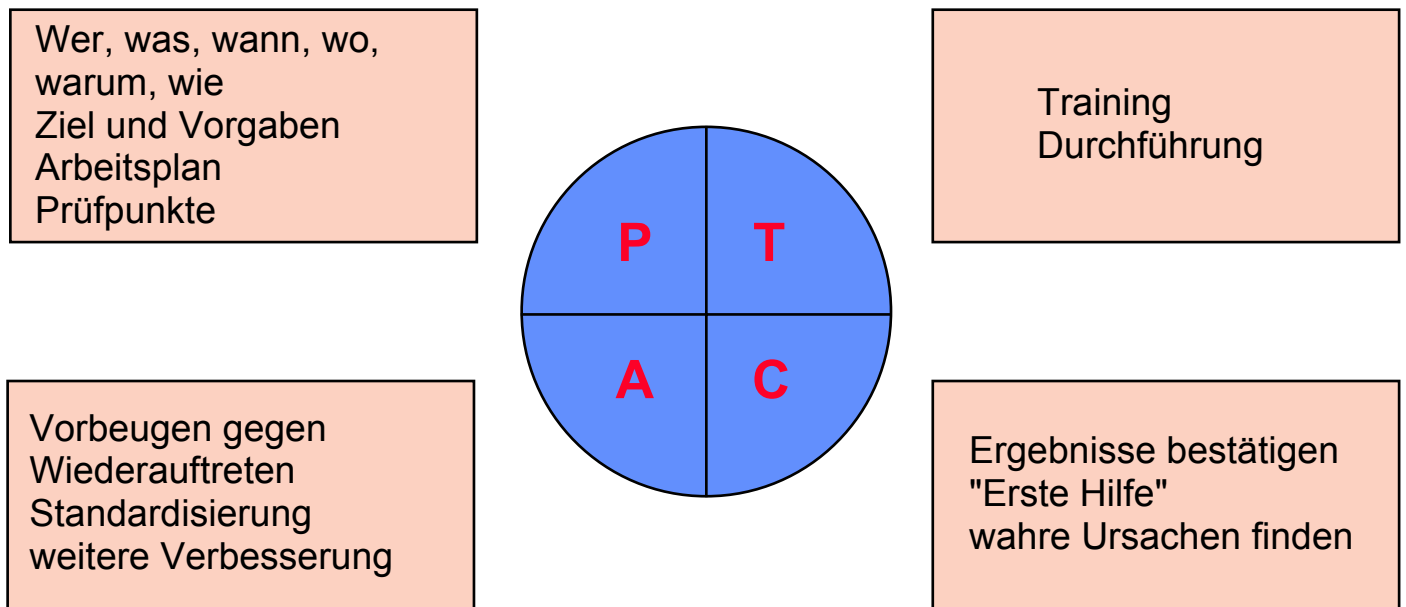 Wer, was, wann, wo,
warum, wie
Ziel und Vorgaben
Arbeitsplan
Prüfpunkte
Training
Durchführung
P
T
A
C
Vorbeugen gegen
Wiederauftreten
Standardisierung
weitere Verbesserung
Ergebnisse bestätigen
"Erste Hilfe"
wahre Ursachen finden